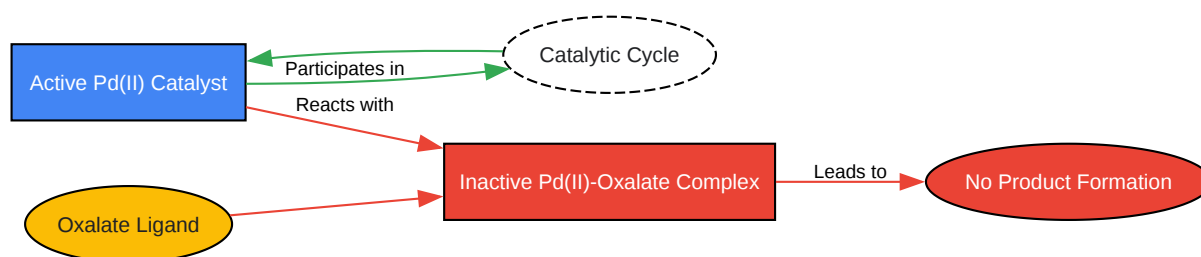 Catalytic Cycle
Active Pd(II) Catalyst
Participates in
Reacts with
Inactive Pd(II)-Oxalate Complex
Leads to
No Product Formation
Oxalate Ligand